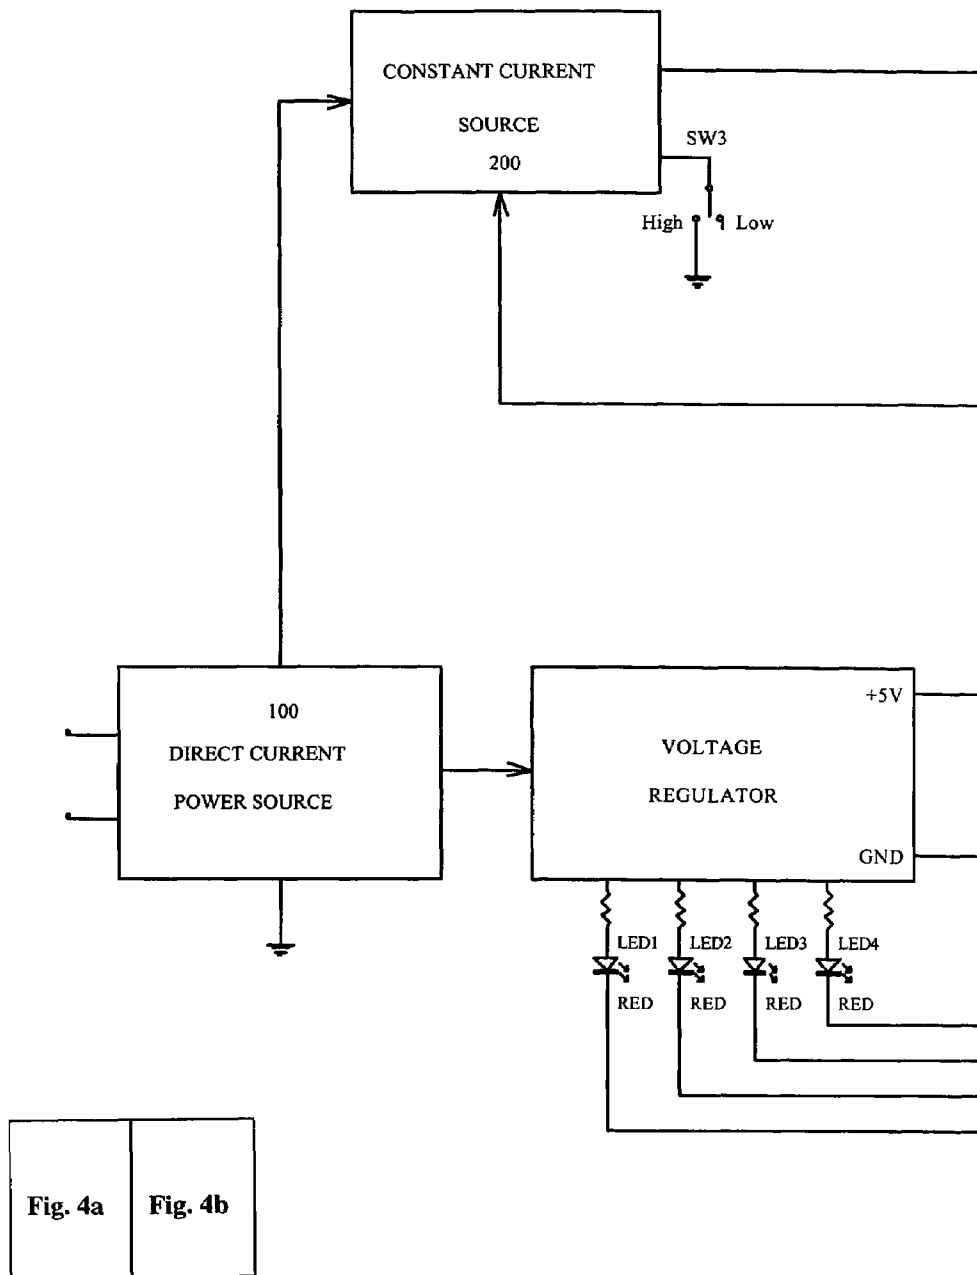 CONSTANT CURRENT
SOURCE
200
SW3
High
Low
100
DIRECT CURRENT
POWER SOURCE
+5V
VOLTAGE
REGULATOR
GND
LED1
LED2
LED3
LED4
RED
RED
RED
RED
Fig. 4a
Fig. 4b